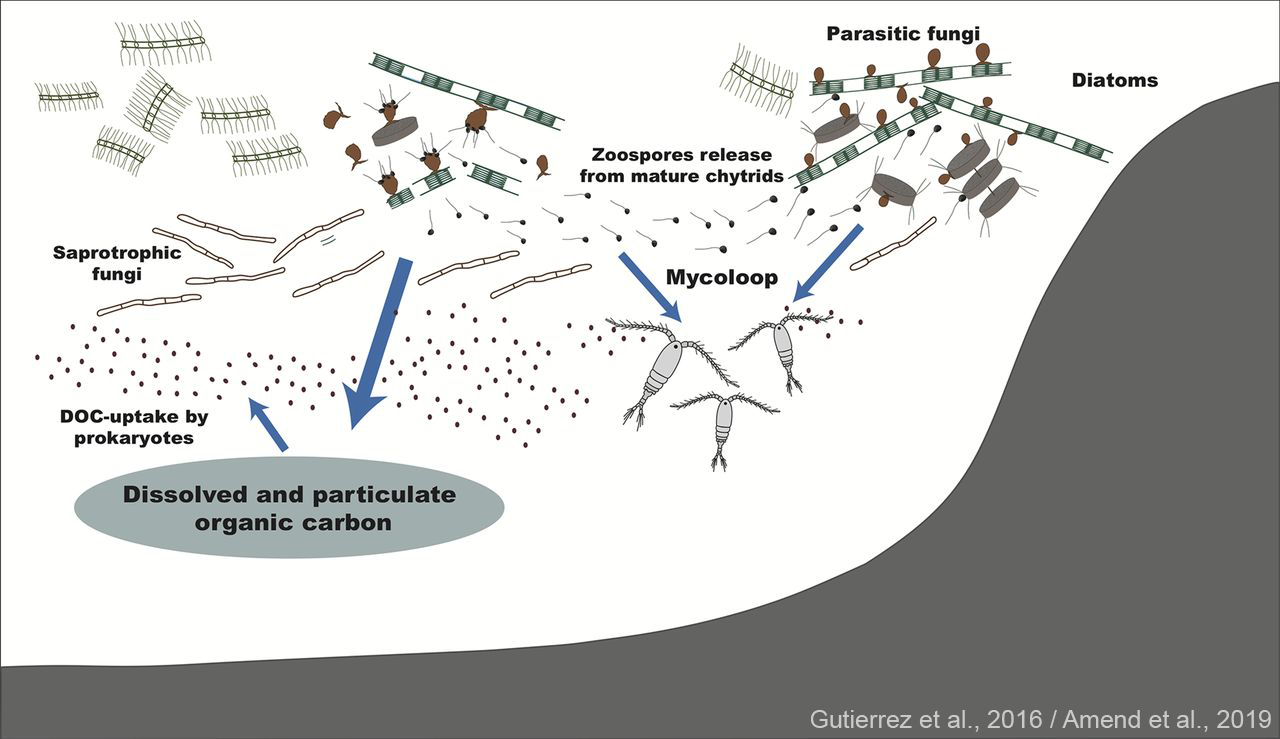 Parasitic fungi
Diatoms
Zoospores release
from mature chytrids
Saprotrophic
fungi
Mycoloop
DOC-uptake by
prokaryotes
Dissolved and particulate
organic carbon
Gutierrez et al., 2016 / Amend et al., 2019